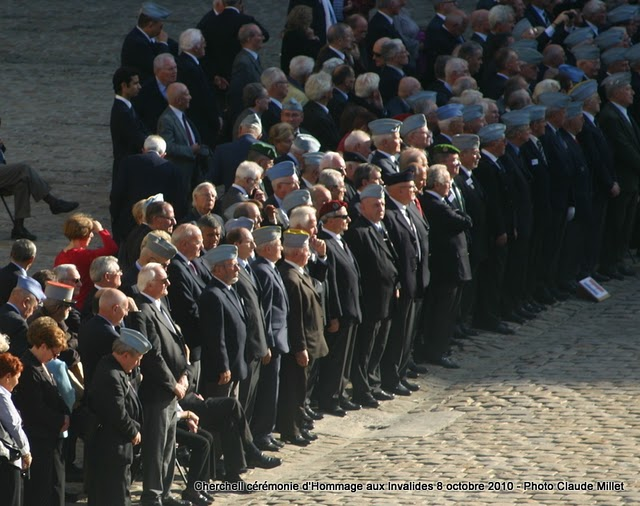 Cherchell cérémonie d'Hommage aux Invalides 8 octobre 2010 - Photo Claude Millet